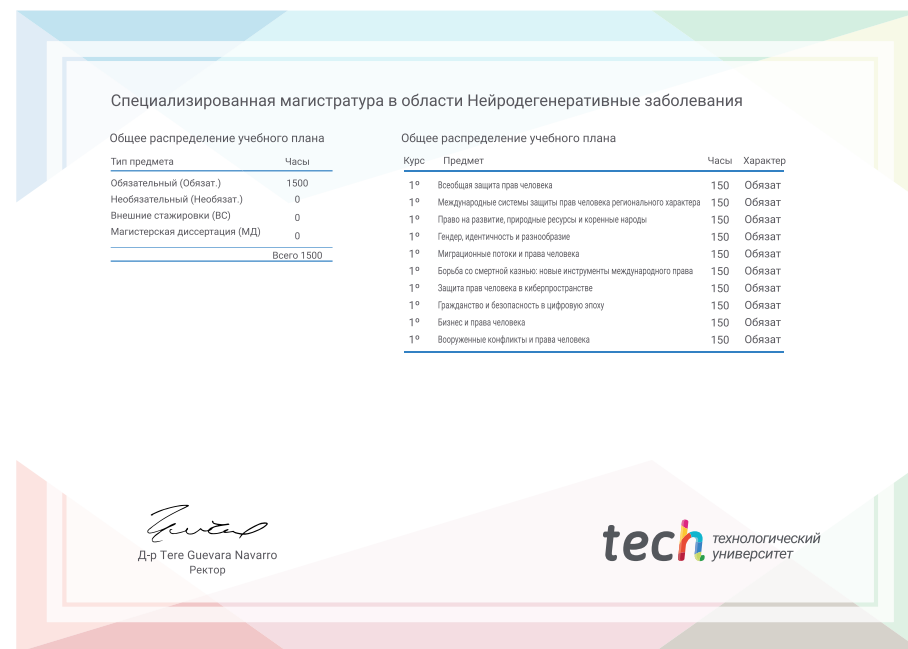 Специализированная магистратура в области Нейродегенеративные заболевания
Общее распределение учебного плана
Тип предмета Часы
Обязательный (Обязат.) 1500
Необязательный (Необязат.) 0
Внешние стажировки (ВС) 0
Магистерская диссертация (МД) 0
Всего 1500
Общее распределение учебного плана
Курс Предмет Часы Характер
1º Всеобщая защита прав человека 150 Обязат
1º Международные системы защиты прав человека регионального характера 150 Обязат
1º Право на развитие, природные ресурсы и коренные народы 150 Обязат
1º Гендер, идентичность и разнообразие 150 Обязат
1º Миграционные потоки и права человека 150 Обязат
1º Борьба со смертной казнью: новые инструменты международного права 150 Обязат
1º Защита прав человека в киберпространстве 150 Обязат
1º Гражданство и безопасность в цифровую эпоху 150 Обязат
1º Бизнес и права человека 150 Обязат
1º Вооруженные конфликты и права человека 150 Обязат
Д-р Tere Guevara Navarro
Ректор
tech технологический
университет